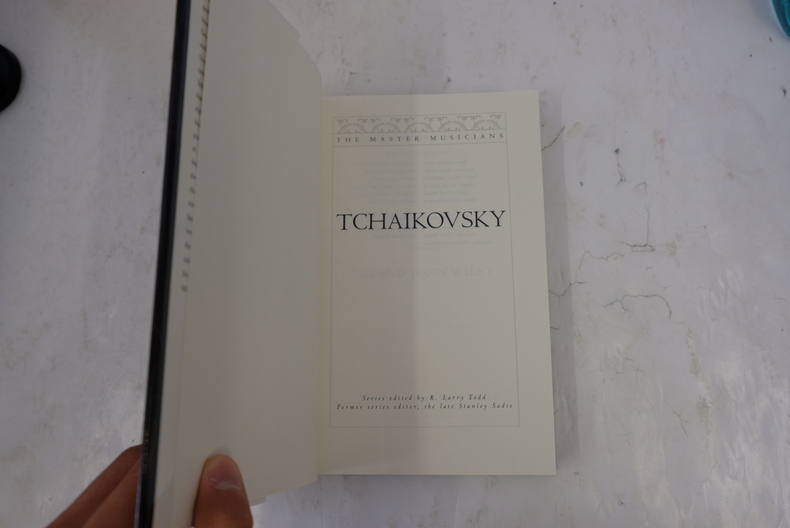 THE MASTER MUSICIANS
TCHAIKOVSKY
Series edited by R. Larry Todd
Former series editor, the late Stanley Sadie